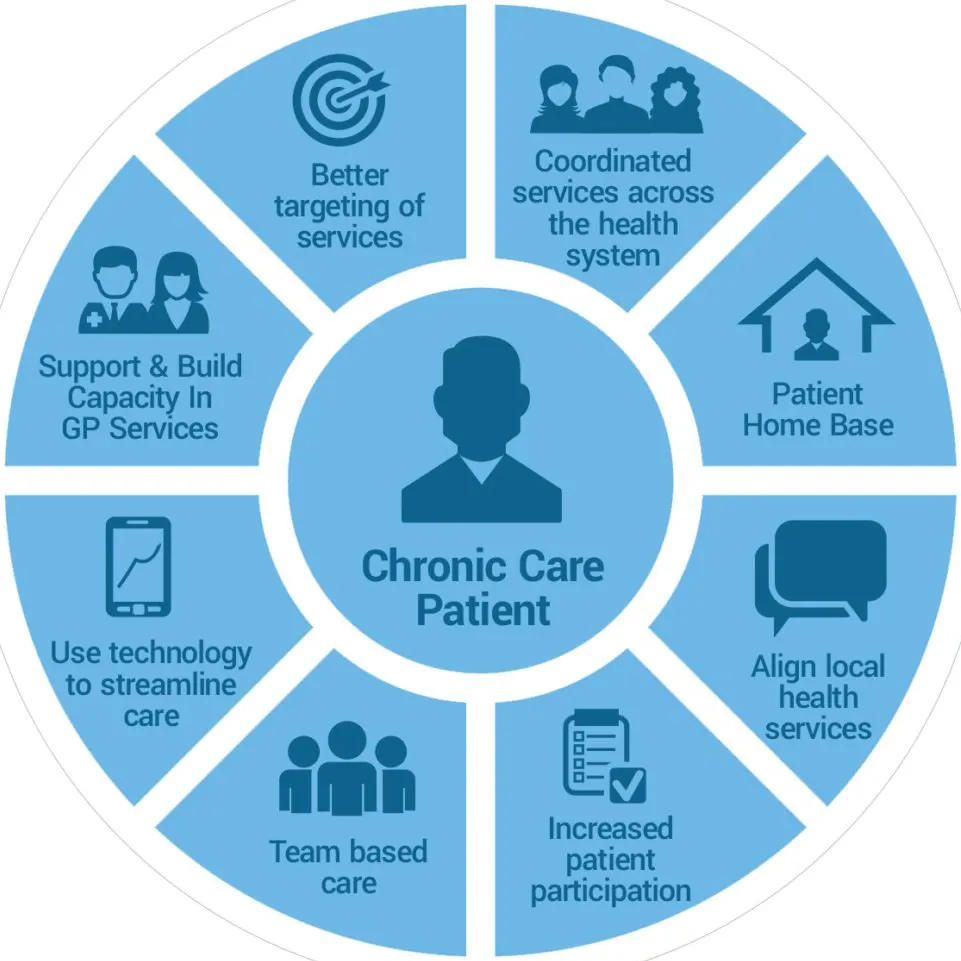 Better
targeting of
services
Coordinated
services across
the health
system
Patient
Home Base
Align local
health
services
Increased
patient
participation
Team based
care
Use technology
to streamline
care
Support & Build
Capacity In
GP Services
Chronic Care
Patient